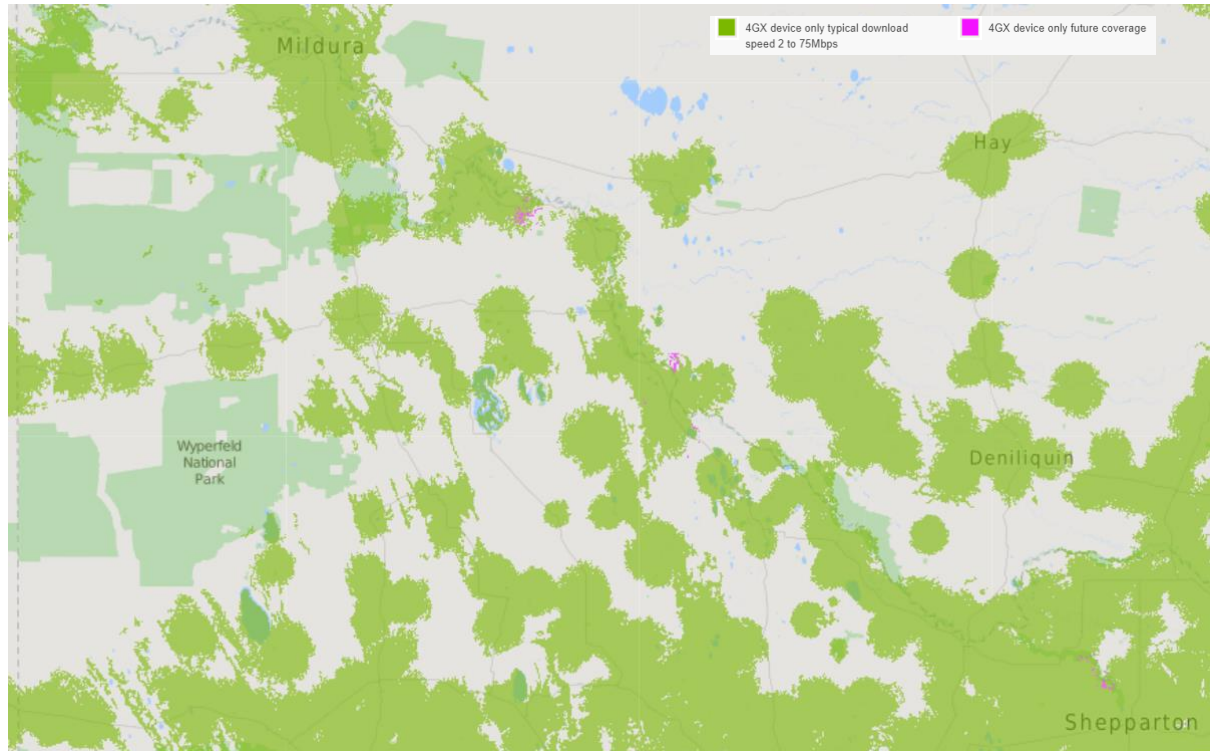 4GX device only typical download
speed 2 to 75Mbps
4GX device only future coverage
Mildura
Hay
Wyperfeld
National
Park
Deniliquin
Shepparton